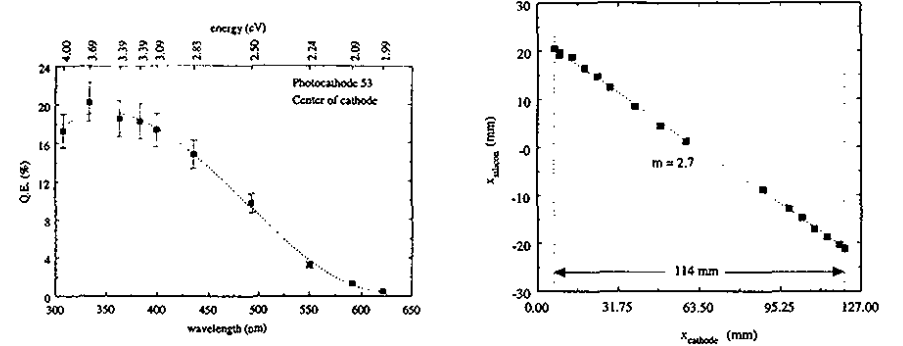 energy (eV)
4.00 3.69 3.39 3.39 3.09 2.83 2.50 2.24 2.09 1.99
24
20
16
12
8
4
0
Q.E. (%)
Photocathode 53
Center of cathode
300 350 400 450 500 550 600 650
wavelength (nm)
30
20
10
-0
-10
-20
-30
x silicon (mm)
m = 2.7
114 mm
0.00 31.75 63.50 95.25 127.00
x cathode (mm)